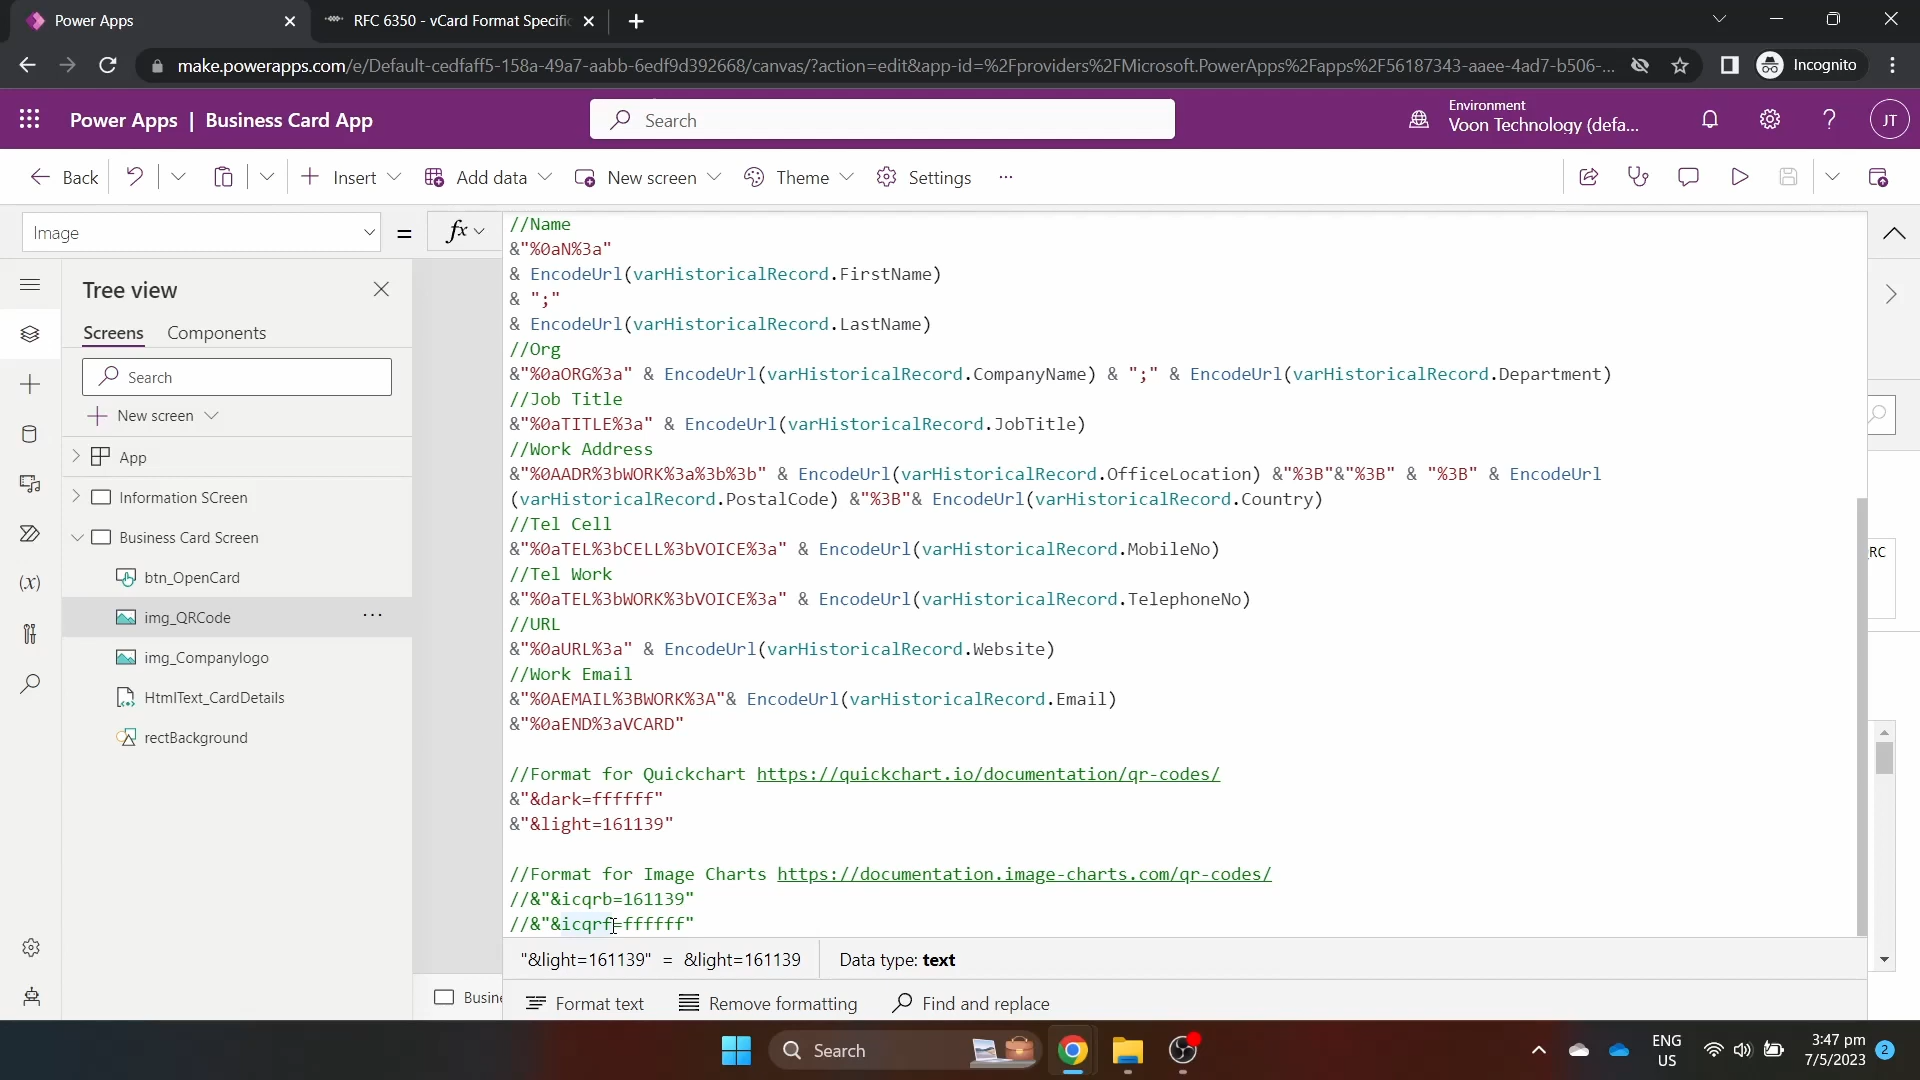 Power Apps
RFC 6350 - vCard Format Specific
make.powerapps.com/e/Default-cedfaff5-158a-49a7-aabb-6edf9d392668/canvas/?action=edit&app-id=%2Fproviders%2FMicrosoft.PowerApps%2Fapps%2F56187343-aaee-4ad7-b506-...
Incognito
Power Apps | Business Card App
Search
Environment
Voon Technology (defa...
JT
Back
Insert
Add data
New screen
Theme
Settings
Image
=
fx
Tree view
Screens
Components
Search
New screen
App
Information SCreen
Business Card Screen
btn_OpenCard
img_QRCode
img_Companylogo
HtmlText_CardDetails
rectBackground
//Name
&"%0aN%3a"
& EncodeUrl(varHistoricalRecord.FirstName)
& ";"
& EncodeUrl(varHistoricalRecord.LastName)
//Org
&"%0aORG%3a" & EncodeUrl(varHistoricalRecord.CompanyName) & ";" & EncodeUrl(varHistoricalRecord.Department)
//Job Title
&"%0aTITLE%3a" & EncodeUrl(varHistoricalRecord.JobTitle)
//Work Address
&"%0AADR%3bWORK%3a%3b%3b" & EncodeUrl(varHistoricalRecord.OfficeLocation) &"%3B"&"%3B" & "%3B" & EncodeUrl
(varHistoricalRecord.PostalCode) &"%3B"& EncodeUrl(varHistoricalRecord.Country)
//Tel Cell
&"%0aTEL%3bCELL%3bVOICE%3a" & EncodeUrl(varHistoricalRecord.MobileNo)
//Tel Work
&"%0aTEL%3bWORK%3bVOICE%3a" & EncodeUrl(varHistoricalRecord.TelephoneNo)
//URL
&"%0aURL%3a" & EncodeUrl(varHistoricalRecord.Website)
//Work Email
&"%0AEMAIL%3BWORK%3A"& EncodeUrl(varHistoricalRecord.Email)
&"%0aEND%3aVCARD"
//Format for Quickchart https://quickchart.io/documentation/qr-codes/
&"&dark=ffffff"
&"&light=161139"
//Format for Image Charts https://documentation.image-charts.com/qr-codes/
//&"&icqrb=161139"
//&"&icqrf=ffffff"
"&light=161139" = &light=161139
Data type: text
Format text
Remove formatting
Find and replace
Busine
RC
(x)
Search
ENG
US
3:47 pm
7/5/2023
2